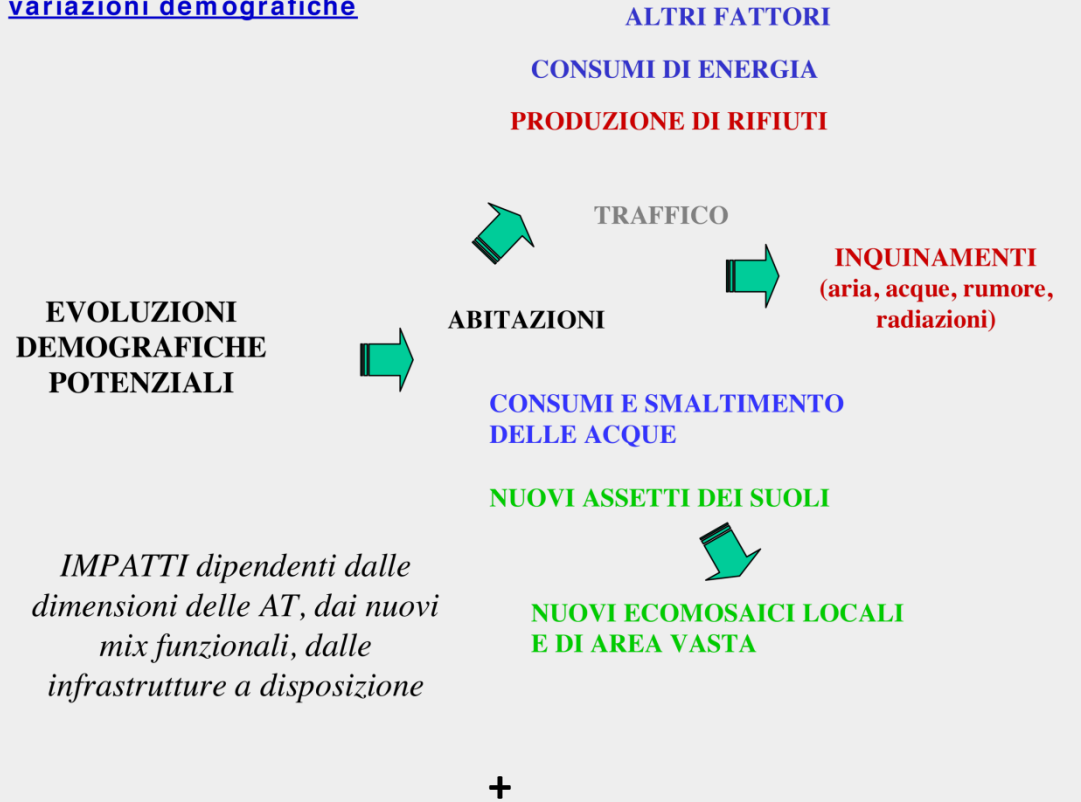 variazioni demografiche
ALTRI FATTORI
CONSUMI DI ENERGIA
PRODUZIONE DI RIFIUTI
TRAFFICO
INQUINAMENTI
(aria, acque, rumore,
radiazioni)
EVOLUZIONI
DEMOGRAFICHE
POTENZIALI
ABITAZIONI
CONSUMI E SMALTIMENTO
DELLE ACQUE
NUOVI ASSETTI DEI SUOLI
IMPATTI dipendenti dalle
dimensioni delle AT, dai nuovi
mix funzionali, dalle
infrastrutture a disposizione
NUOVI ECOMOSAICI LOCALI
E DI AREA VASTA
+